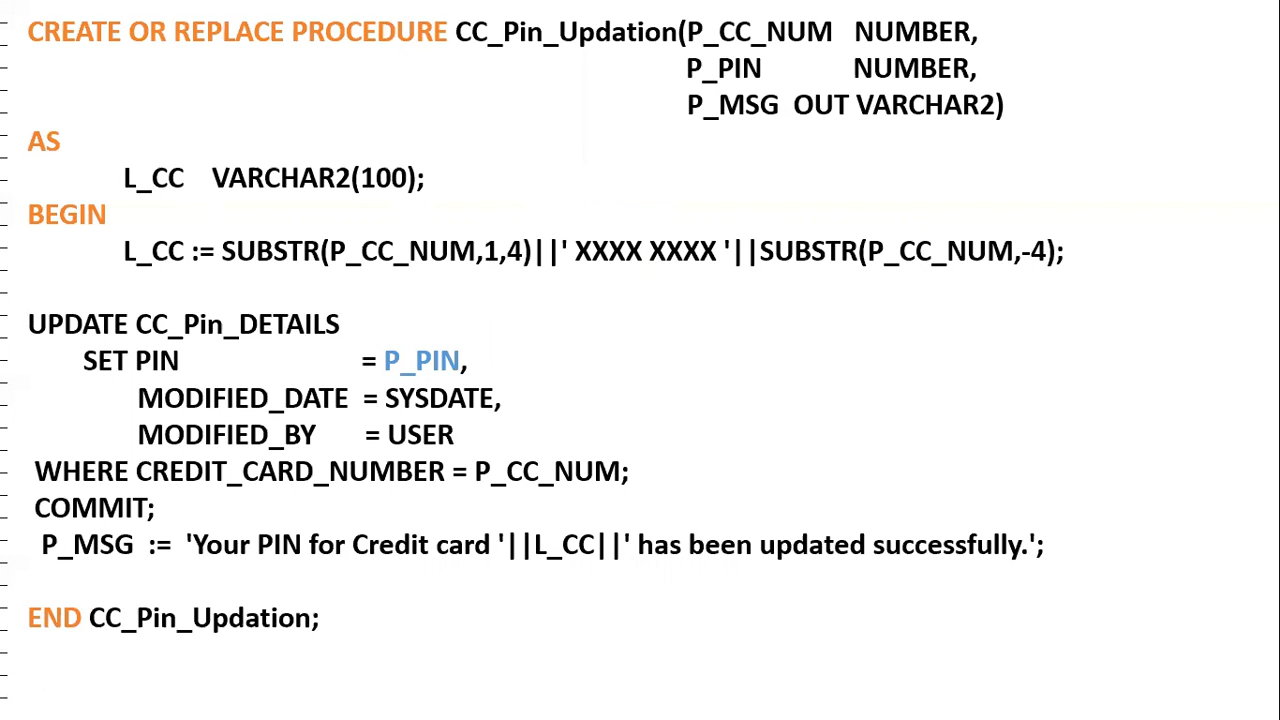 CREATE OR REPLACE PROCEDURE CC_Pin_Updation(P_CC_NUM NUMBER,
P_PIN NUMBER,
P_MSG OUT VARCHAR2)
AS
L_CC VARCHAR2(100);
BEGIN
L_CC := SUBSTR(P_CC_NUM,1,4)||' XXXX XXXX '||SUBSTR(P_CC_NUM,-4);
UPDATE CC_Pin_DETAILS
SET PIN = P_PIN,
MODIFIED_DATE = SYSDATE,
MODIFIED_BY = USER
WHERE CREDIT_CARD_NUMBER = P_CC_NUM;
COMMIT;
P_MSG := 'Your PIN for Credit card '||L_CC||' has been updated successfully.';
END CC_Pin_Updation;